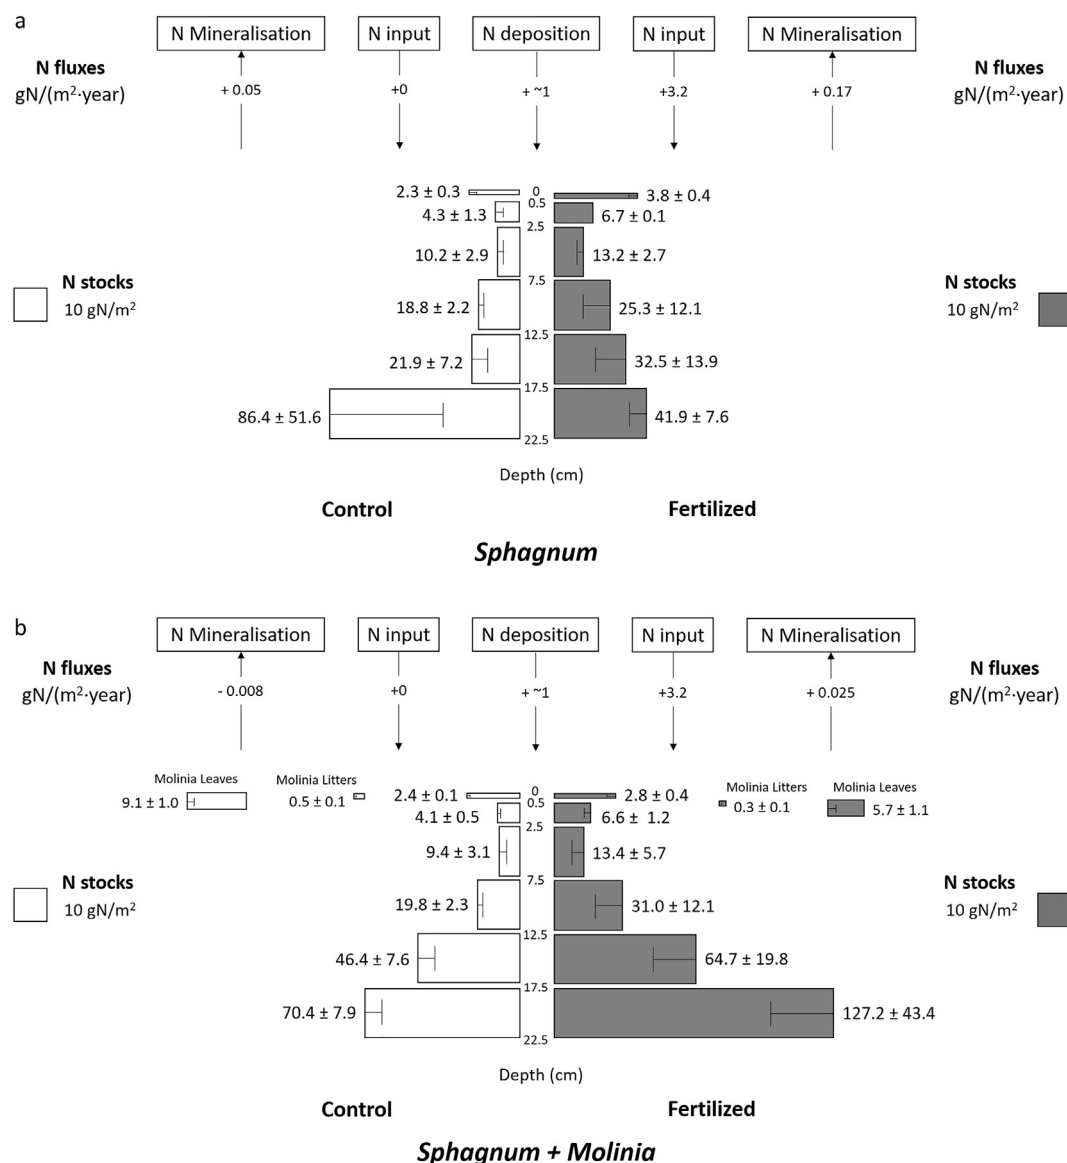 a
N Mineralisation
N input
N deposition
N input
N Mineralisation
N fluxes
gN/(m²·year)
N fluxes
gN/(m²·year)
+ 0.05
+0
+ ~1
+3.2
+ 0.17
2.3 ± 0.3
0
3.8 ± 0.4
0.5
4.3 ± 1.3
6.7 ± 0.1
2.5
10.2 ± 2.9
13.2 ± 2.7
7.5
N stocks
10 gN/m²
N stocks
10 gN/m²
18.8 ± 2.2
25.3 ± 12.1
12.5
21.9 ± 7.2
32.5 ± 13.9
17.5
86.4 ± 51.6
41.9 ± 7.6
22.5
Depth (cm)
Control
Fertilized
Sphagnum
b
N Mineralisation
N input
N deposition
N input
N Mineralisation
N fluxes
gN/(m²·year)
N fluxes
gN/(m²·year)
- 0.008
+0
+ ~1
+3.2
+ 0.025
Molinia Leaves
9.1 ± 1.0
Molinia Litters
0.5 ± 0.1
2.4 ± 0.1
0
2.8 ± 0.4
Molinia Litters
0.3 ± 0.1
Molinia Leaves
5.7 ± 1.1
0.5
4.1 ± 0.5
6.6 ± 1.2
2.5
9.4 ± 3.1
13.4 ± 5.7
7.5
N stocks
10 gN/m²
N stocks
10 gN/m²
19.8 ± 2.3
31.0 ± 12.1
12.5
46.4 ± 7.6
64.7 ± 19.8
17.5
70.4 ± 7.9
127.2 ± 43.4
22.5
Depth (cm)
Control
Fertilized
Sphagnum + Molinia